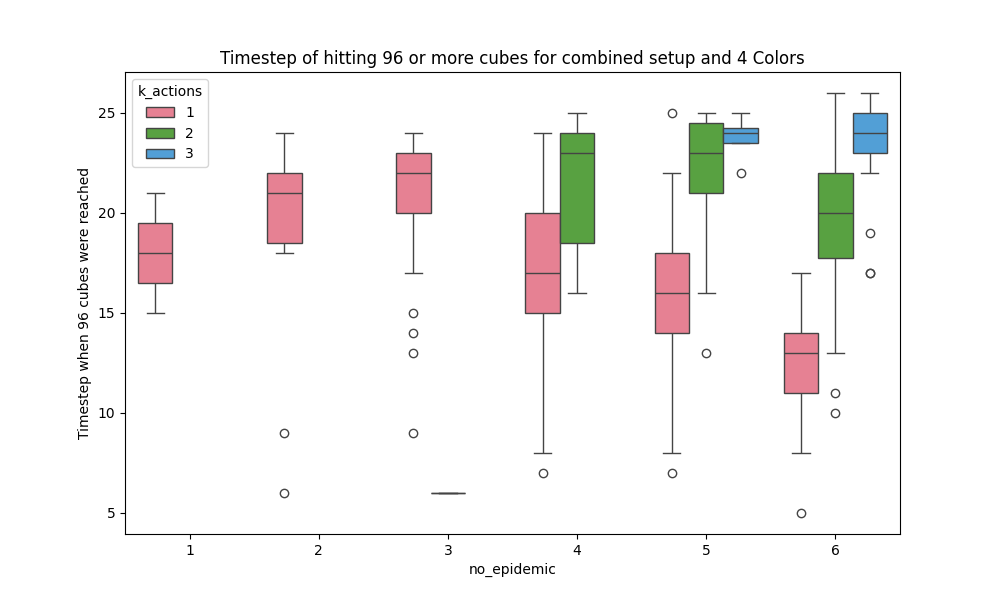 Timestep of hitting 96 or more cubes for combined setup and 4 Colors
k_actions
1
2
3
25
20
15
10
5
Timestep when 96 cubes were reached
1 2 3 4 5 6
no_epidemic